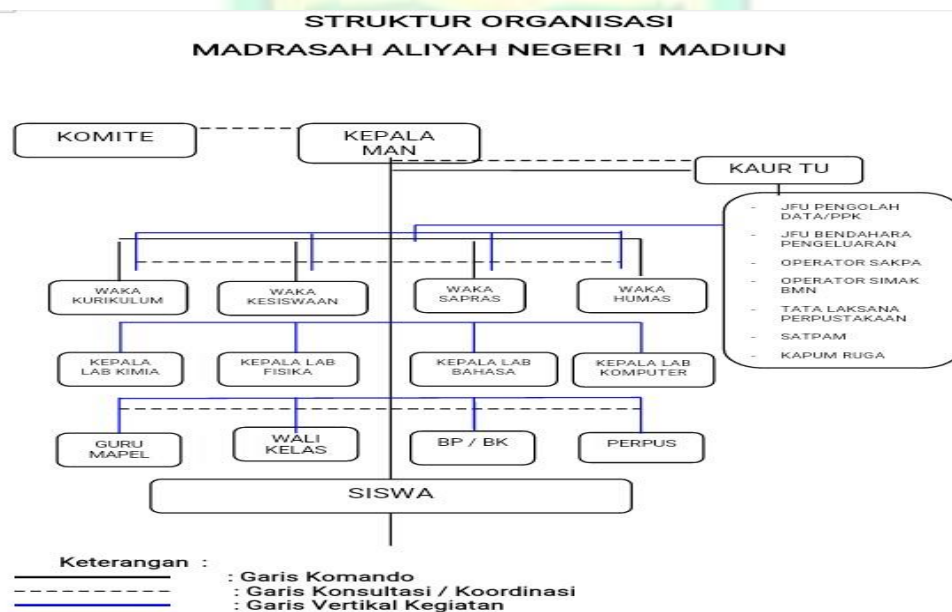 STRUKTUR ORGANISASI
MADRASAH ALIYAH NEGERI 1 MADIUN
KOMITE
KEPALA
MAN
KAUR TU
- JFU PENGOLAH
DATA/PPK
- JFU BENDAHARA
PENGELUARAN
- OPERATOR SAKPA
- OPERATOR SIMAK
BMN
- TATA LAKSANA
PERPUSTAKAAN
- SATPAM
- KAPUM RUGA
WAKA
KURIKULUM
WAKA
KESISWAAN
WAKA
SAPRAS
WAKA
HUMAS
KEPALA
LAB KIMIA
KEPALA LAB
FISIKA
KEPALA LAB
BAHASA
KEPALA LAB
KOMPUTER
GURU
MAPEL
WALI
KELAS
BP / BK
PERPUS
SISWA
Keterangan :
: Garis Komando
: Garis Konsultasi / Koordinasi
: Garis Vertikal Kegiatan